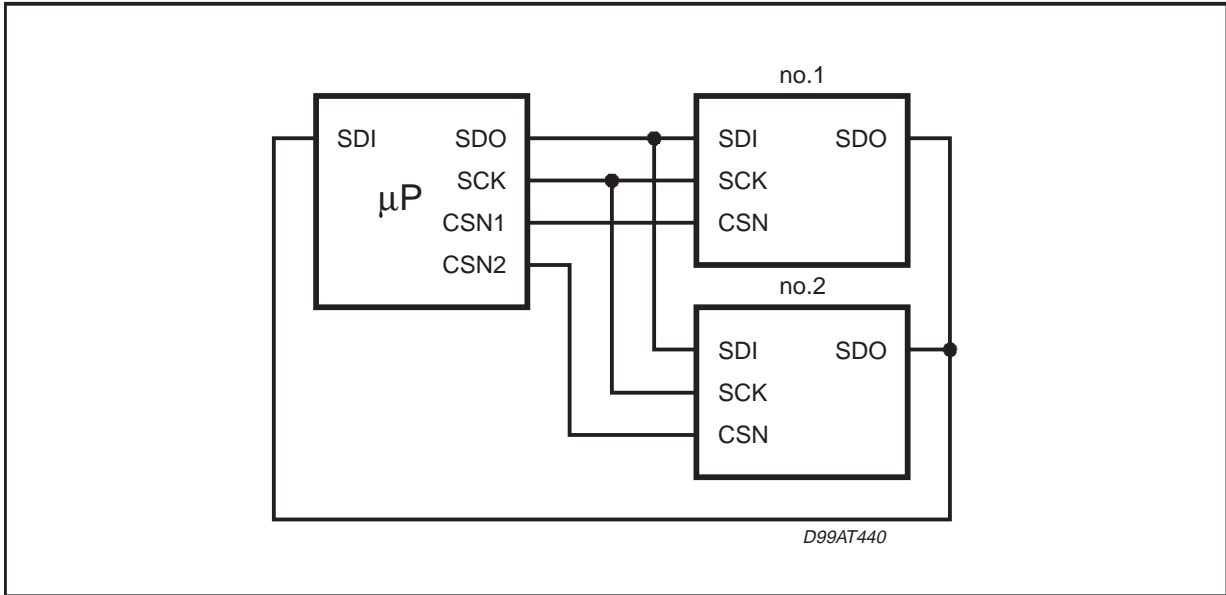 no.1
SDI SDO
SCK
CSN1
CSN2
µP
SDI SDO
SCK
CSN
no.2
SDI SDO
SCK
CSN
D99AT440